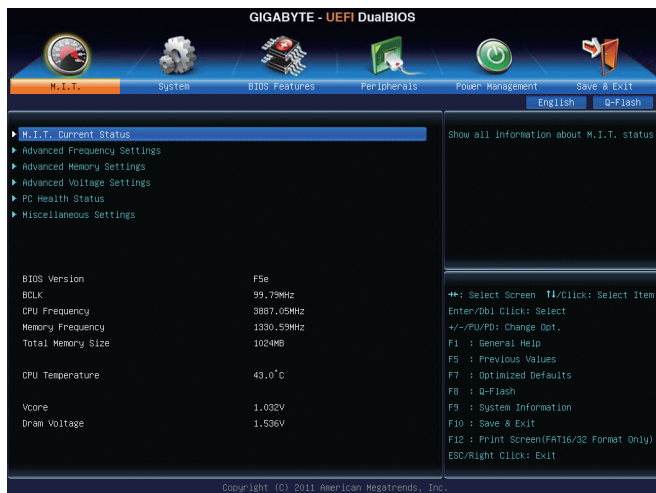 GIGABYTE - UEFI DualBIOS
M.I.T.
System
BIOS Features
Peripherals
Power Management
Save & Exit
English
Q-Flash
M.I.T. Current Status
Advanced Frequency Settings
Advanced Memory Settings
Advanced Voltage Settings
PC Health Status
Miscellaneous Settings
Show all information about M.I.T. status
BIOS Version F5e
BCLK 99.79MHz
CPU Frequency 3887.05MHz
Memory Frequency 1330.59MHz
Total Memory Size 1024MB
CPU Temperature 43.0°C
Vcore 1.032V
Dram Voltage 1.536V
→←: Select Screen ↑↓/Click: Select Item
Enter/Dbl Click: Select
+/-/PU/PD: Change Opt.
F1 : General Help
F5 : Previous Values
F7 : Optimized Defaults
F8 : Q-Flash
F9 : System Information
F10 : Save & Exit
F12 : Print Screen(FAT16/32 Format Only)
ESC/Right Click: Exit
Copyright (C) 2011 American Megatrends, Inc.